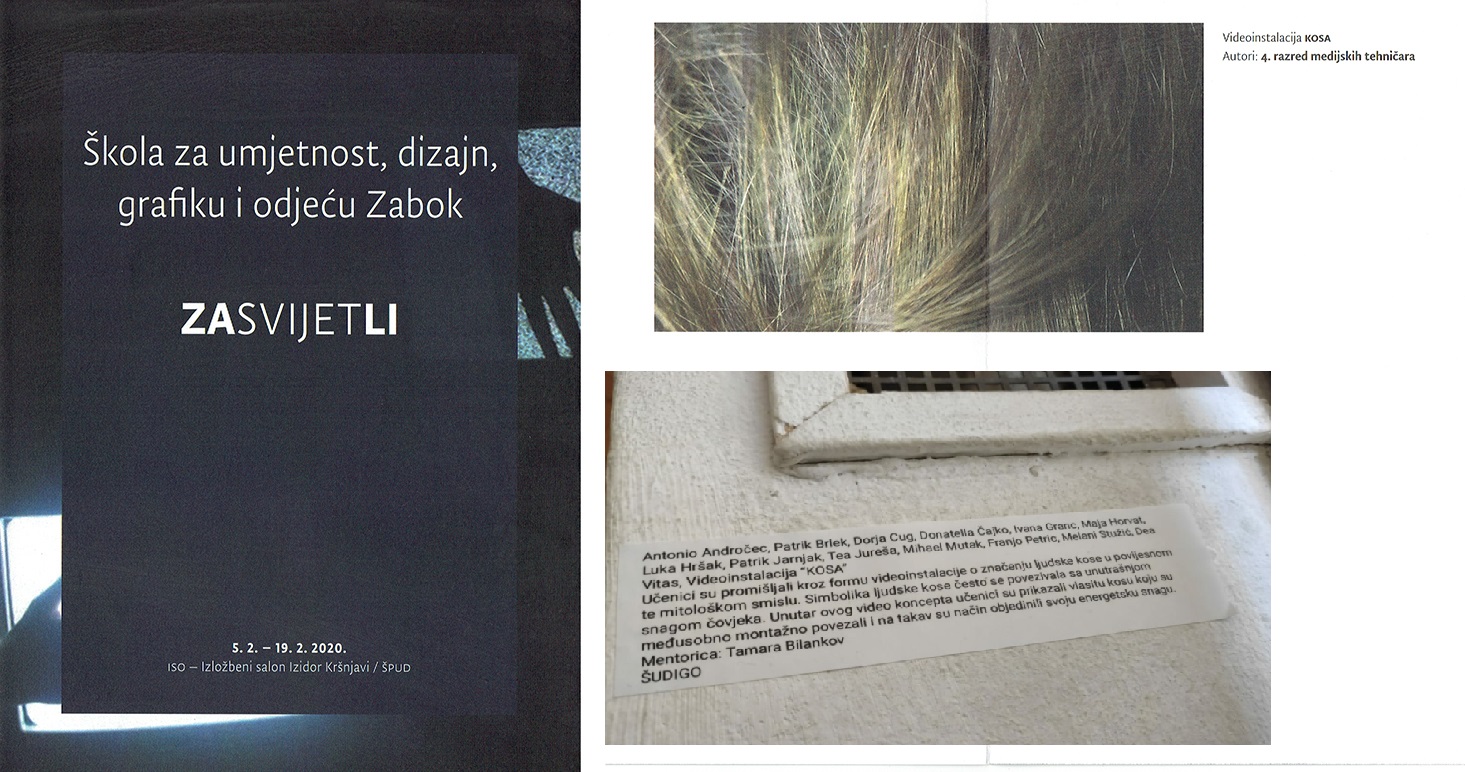 Škola za umjetnost, dizajn,
grafiku i odjeću Zabok
ZASVIJETLI
5. 2. – 19. 2. 2020.
ISO – Izložbeni salon Izidor Kršnjavi / ŠPUD
Videoinstalacija KOSA
Autori: 4. razred medijskih tehničara
Antonio Andročec, Patrik Brlek, Dorja Cug, Donatella Čajko, Ivana Granc, Maja Horvat,
Luka Hršak, Patrik Jarnjak, Tea Jureša, Mihael Mutak, Franjo Petric, Melani Stužić, Dea
Vitas, Videoinstalacija "KOSA"
Učenici su promišljali kroz formu videoinstalacije o značanju ljudske kose u povijesnom
te mitološkom smislu. Simbolika ljudske kose često se povezivala sa unutrašnjom
snagom čovjeka. Unutar ovog video koncepta učenici su prikazali vlasitu kosu koju su
međusobno montažno povezali i na takav su način objedinili svoju energetsku snagu.
Mentorica: Tamara Bilankov
ŠUDIGO